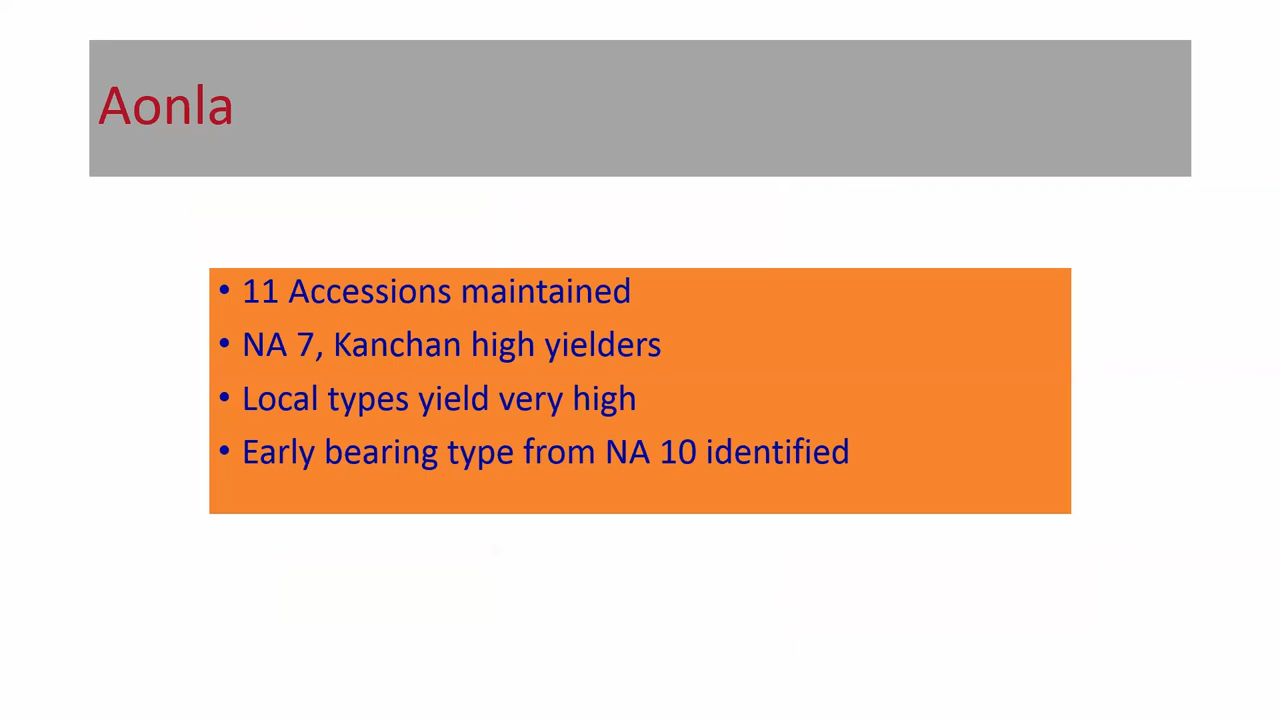 Aonla
• 11 Accessions maintained
• NA 7, Kanchan high yielders
• Local types yield very high
• Early bearing type from NA 10 identified